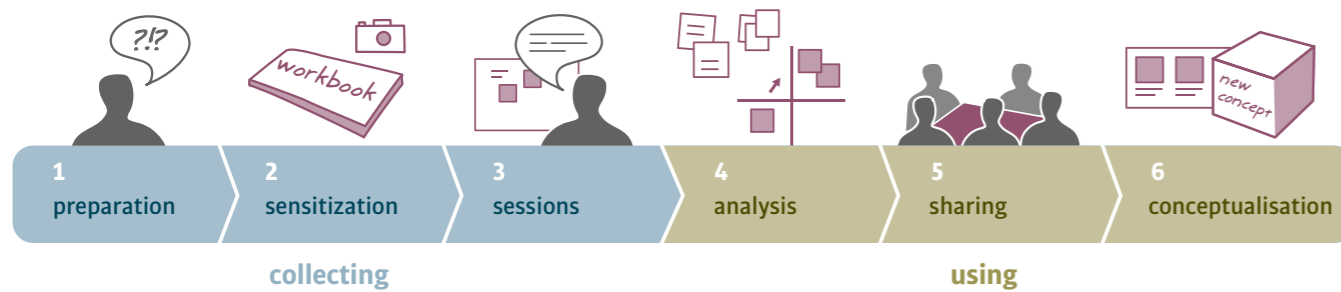 ?!?
workbook
new
concept
1
preparation
2
sensitization
3
sessions
4
analysis
5
sharing
6
conceptualisation
collecting
using